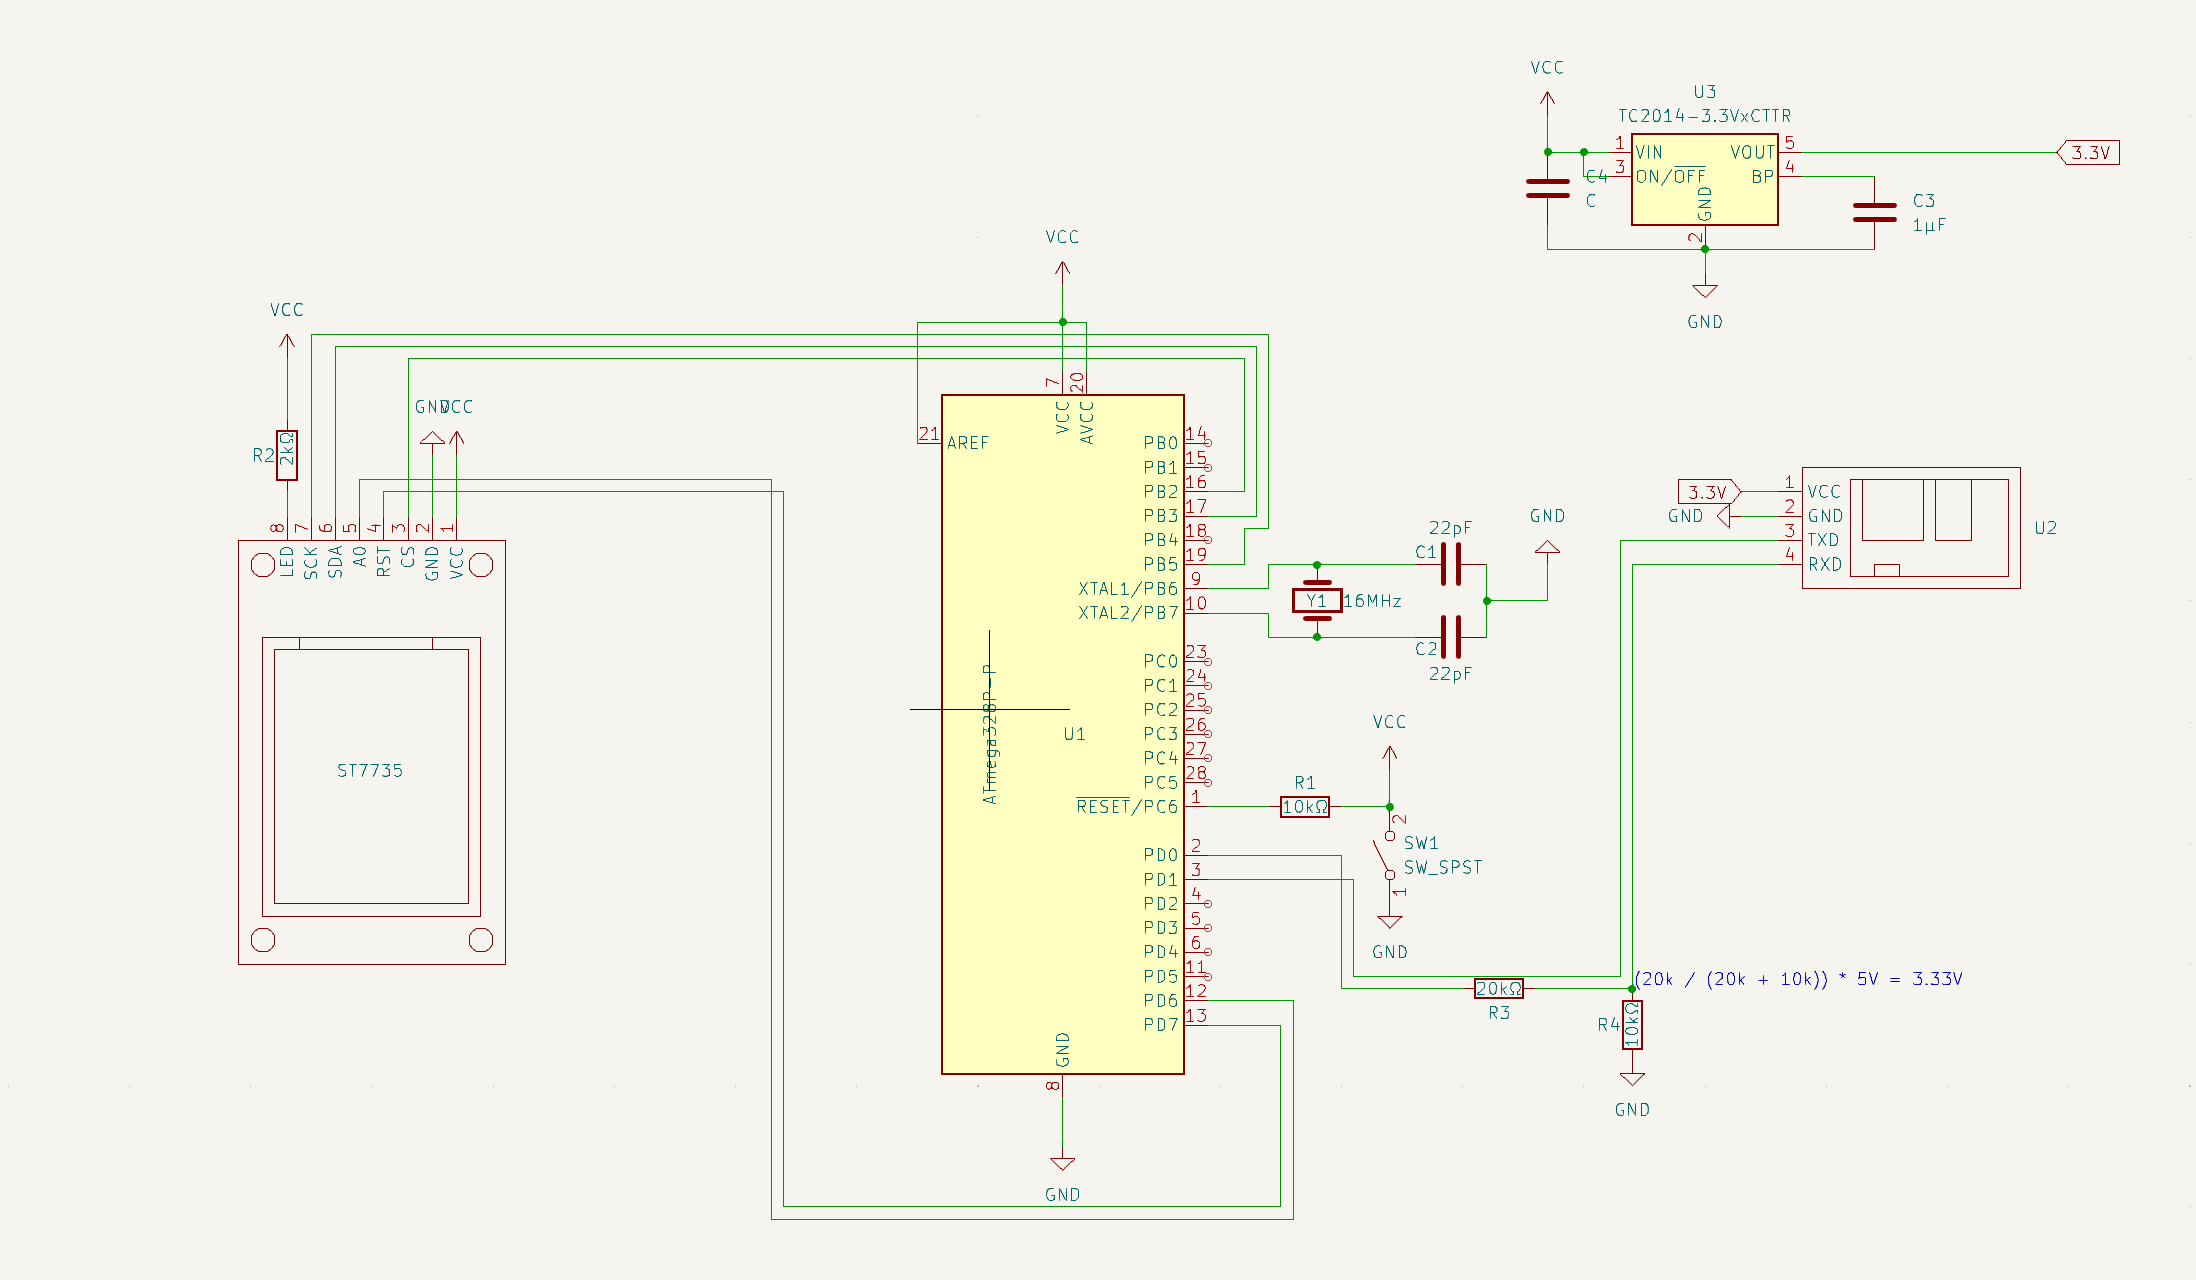 VCC
U3
TC2014-3.3VxCTTR
1 VIN
3 ON/OFF
VOUT 5
BP 4
GND
2
3.3V
C4
C
C3
1µF
GND
VCC
VCC
R2
2kΩ
GND
VCC
8 7 6 5 4 3 2 1
LED SCK SDA A0 RST CS GND VCC
ST7735
7 20
VCC AVCC
21 AREF
PB0 14
PB1 15
PB2 16
PB3 17
PB4 18
PB5 19
XTAL1/PB6 9
XTAL2/PB7 10
PC0 23
PC1 24
PC2 25
PC3 26
PC4 27
PC5 28
RESET/PC6 1
PD0 2
PD1 3
PD2 4
PD3 5
PD4 6
PD5 11
PD6 12
PD7 13
ATmega328P-P
U1
GND
8
GND
22pF
C1
Y1 16MHz
C2
22pF
GND
VCC
R1
10kΩ
2
SW1
SW_SPST
1
GND
3.3V
GND
1 VCC
2 GND
3 TXD
4 RXD
U2
20kΩ
R3
(20k / (20k + 10k)) * 5V = 3.33V
R4
10kΩ
GND